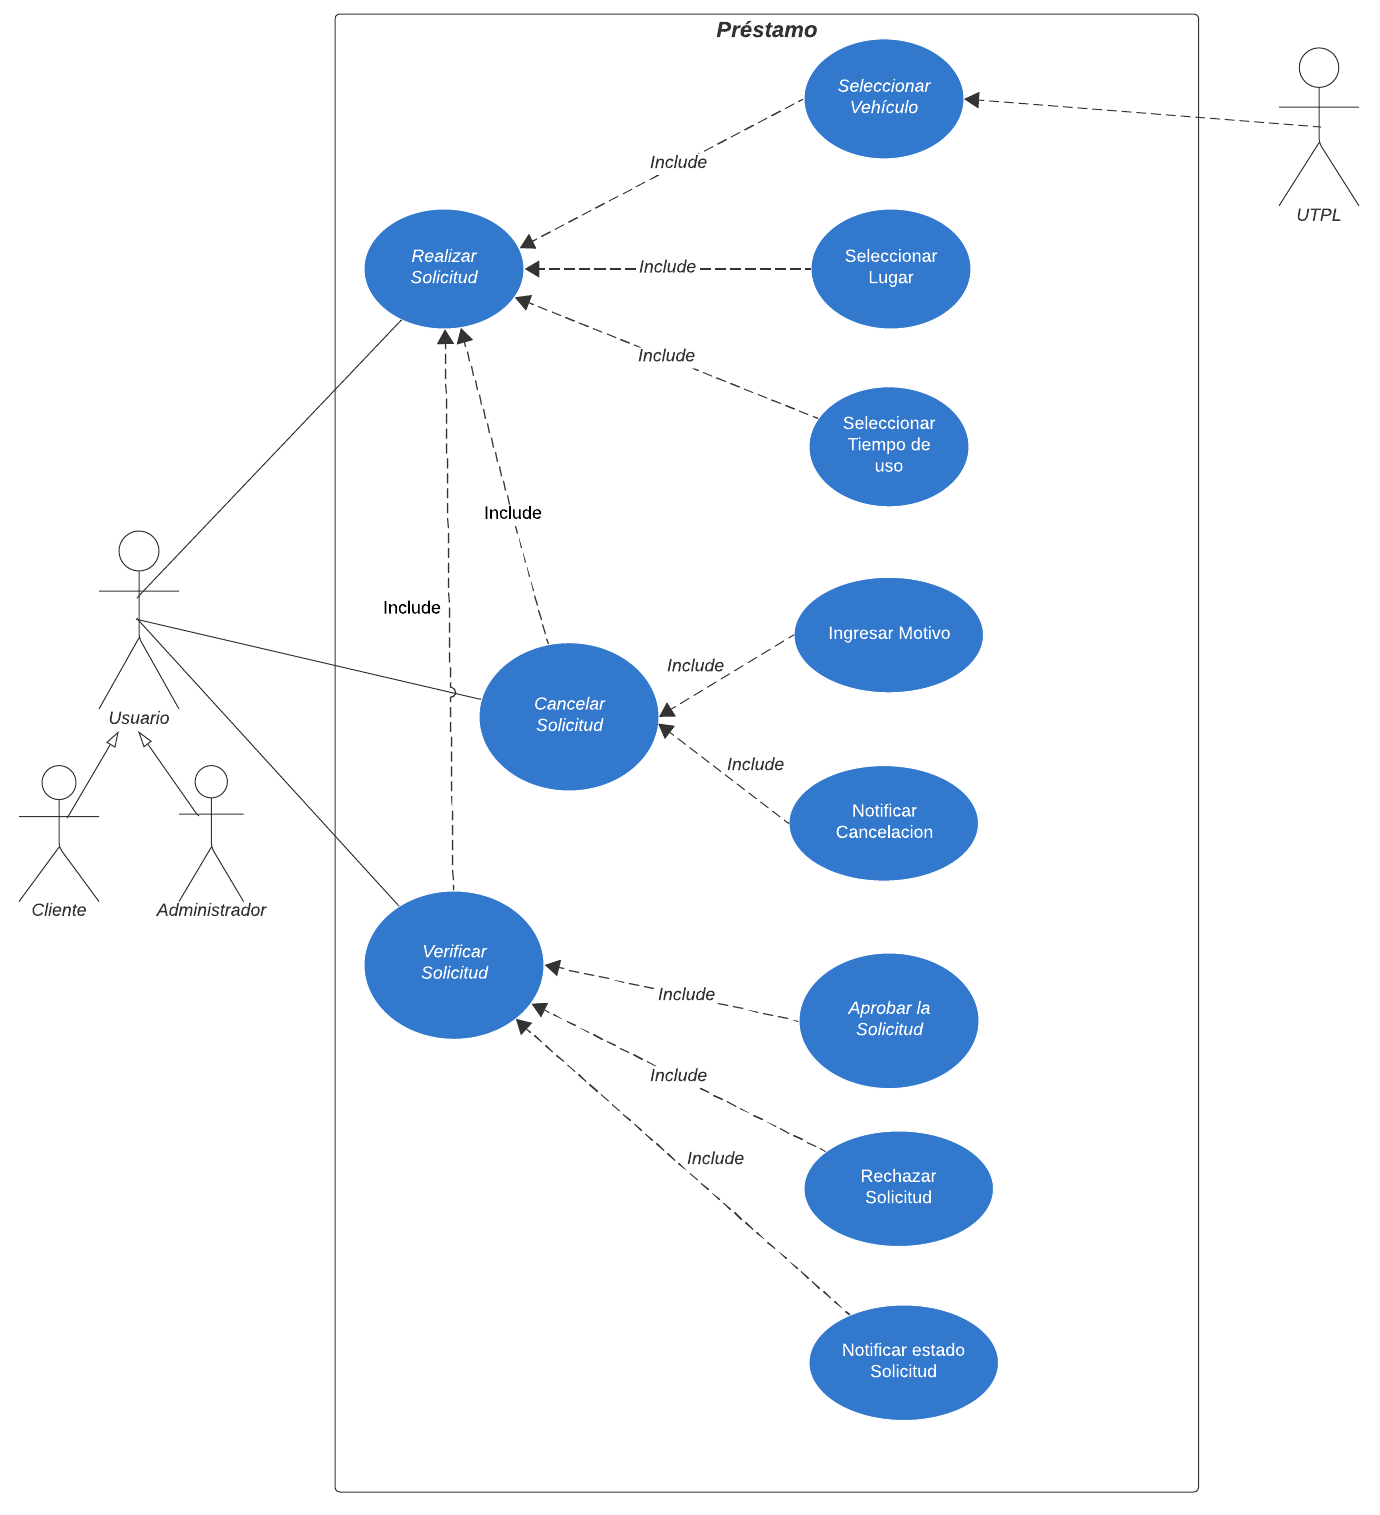 Préstamo
Seleccionar
Vehículo
UTPL
Include
Realizar
Solicitud
Include
Seleccionar
Lugar
Include
Seleccionar
Tiempo de
uso
Include
Include
Ingresar Motivo
Include
Cancelar
Solicitud
Usuario
Include
Notificar
Cancelacion
Cliente
Administrador
Verificar
Solicitud
Include
Aprobar la
Solicitud
Include
Include
Rechazar
Solicitud
Notificar estado
Solicitud